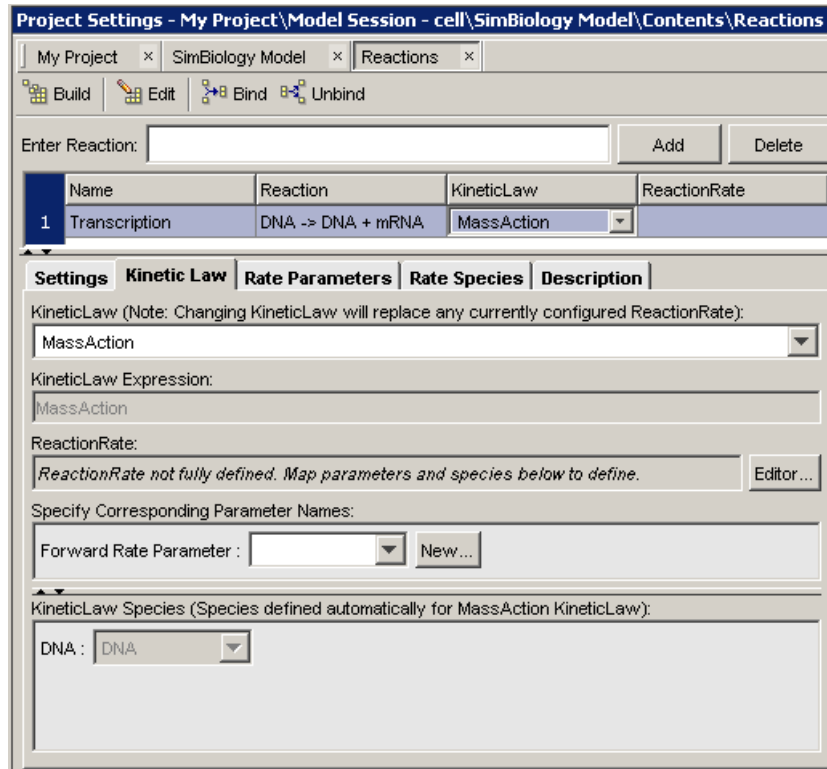 Project Settings - My Project\Model Session - cell\SimBiology Model\Contents\Reactions
My Project × SimBiology Model × Reactions ×
Build Edit Bind Unbind
Enter Reaction: Add Delete
Name Reaction KineticLaw ReactionRate
1 Transcription DNA -> DNA + mRNA MassAction
Settings Kinetic Law Rate Parameters Rate Species Description
KineticLaw (Note: Changing KineticLaw will replace any currently configured ReactionRate):
MassAction
KineticLaw Expression:
MassAction
ReactionRate:
ReactionRate not fully defined. Map parameters and species below to define. Editor...
Specify Corresponding Parameter Names:
Forward Rate Parameter : New...
KineticLaw Species (Species defined automatically for MassAction KineticLaw):
DNA : DNA